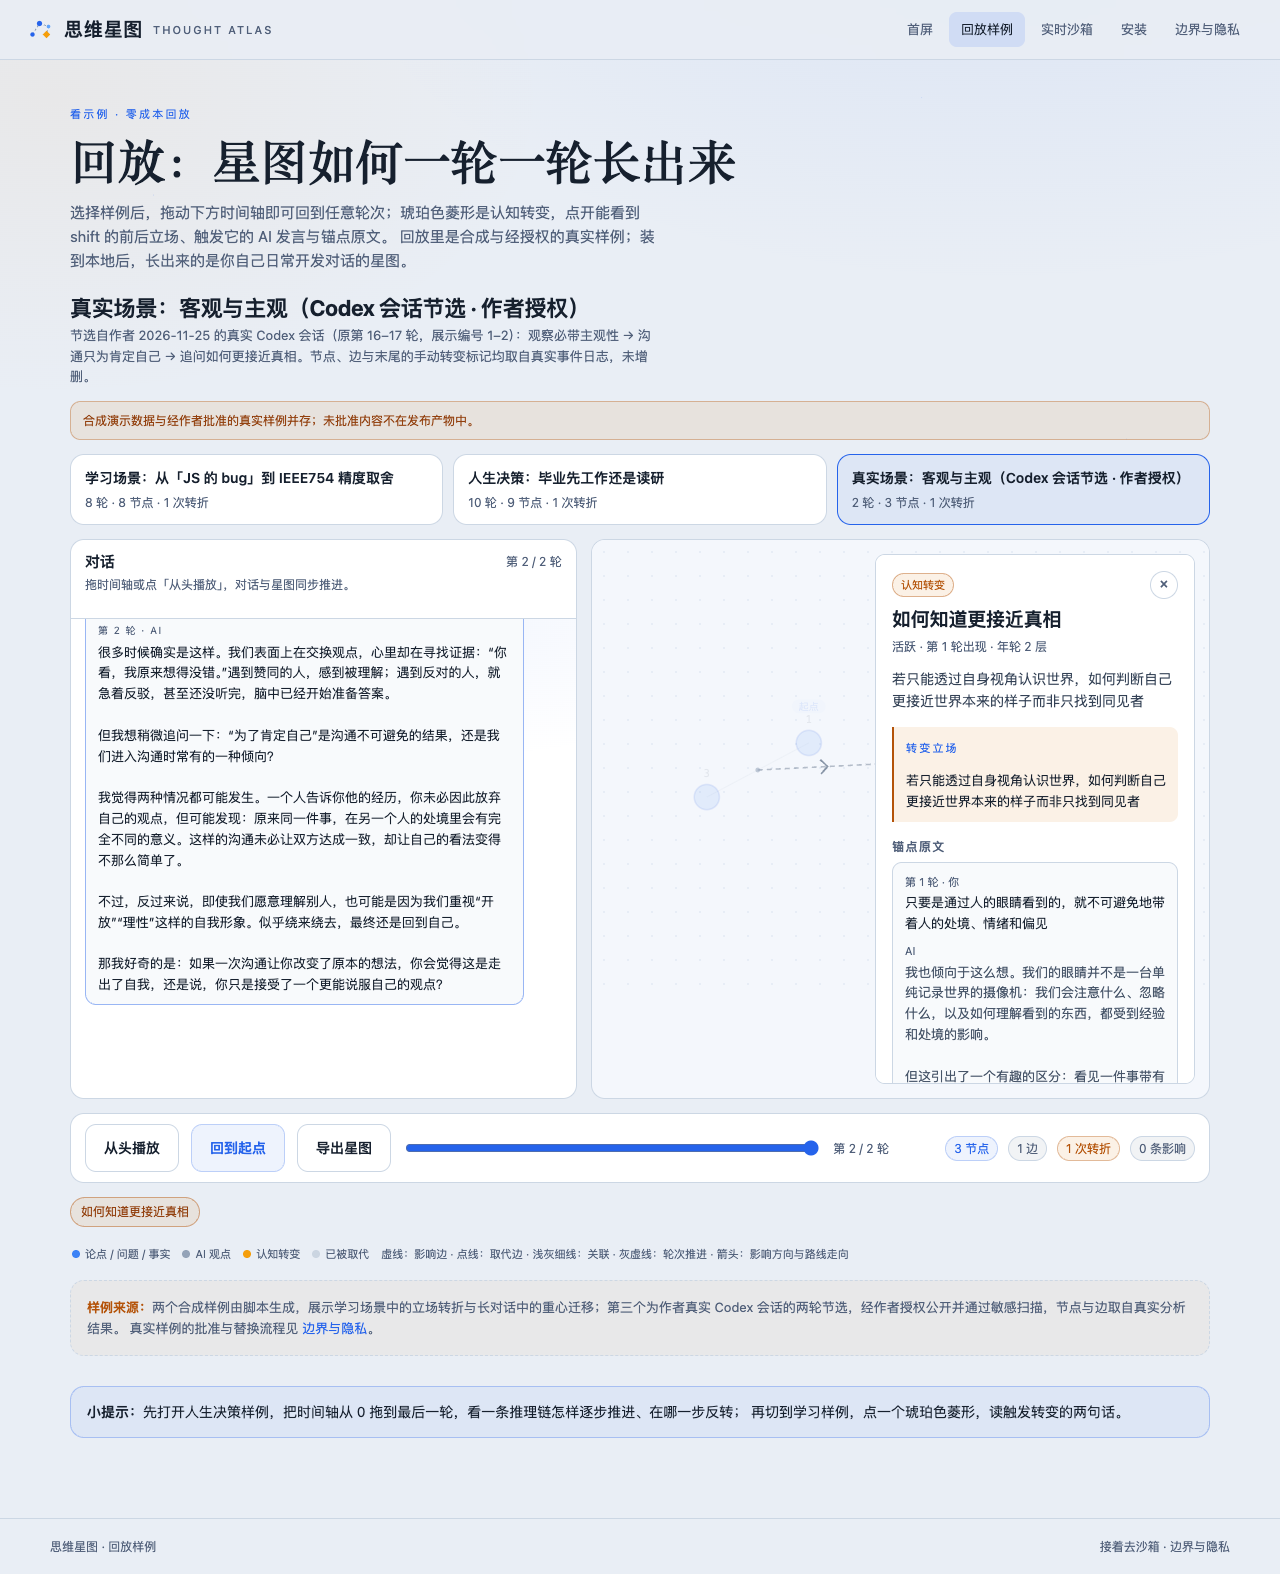 思维星图 THOUGHT ATLAS
首屏 回放样例 实时沙箱 安装 边界与隐私
看示例 · 零成本回放
回放：星图如何一轮一轮长出来
选择样例后，拖动下方时间轴即可回到任意轮次；琥珀色菱形是认知转变，点开能看到
shift 的前后立场、触发它的 AI 发言与锚点原文。 回放里是合成与经授权的真实样例；装
到本地后，长出来的是你自己日常开发对话的星图。
真实场景：客观与主观（Codex 会话节选 · 作者授权）
节选自作者 2026-11-25 的真实 Codex 会话（原第 16–17 轮，展示编号 1–2）：观察必带主观性 → 沟
通只为肯定自己 → 追问如何更接近真相。节点、边与末尾的手动转变标记均取自真实事件日志，未增
删。
合成演示数据与经作者批准的真实样例并存；未批准内容不在发布产物中。
学习场景：从「JS 的 bug」到 IEEE754 精度取舍
8 轮 · 8 节点 · 1 次转折
人生决策：毕业先工作还是读研
10 轮 · 9 节点 · 1 次转折
真实场景：客观与主观（Codex 会话节选 · 作者授权）
2 轮 · 3 节点 · 1 次转折
对话
第 2 / 2 轮
拖时间轴或点「从头播放」，对话与星图同步推进。
第 2 轮 · AI
很多时候确实是这样。我们表面上在交换观点，心里却在寻找证据：“你
看，我原来想得没错。”遇到赞同的人，感到被理解；遇到反对的人，就
急着反驳，甚至还没听完，脑中已经开始准备答案。
但我想稍微追问一下：“为了肯定自己”是沟通不可避免的结果，还是我
们进入沟通时常有的一种倾向？
我觉得两种情况都可能发生。一个人告诉你他的经历，你未必因此放弃
自己的观点，但可能发现：原来同一件事，在另一个人的处境里会有完
全不同的意义。这样的沟通未必让双方达成一致，却让自己的看法变得
不那么简单了。
不过，反过来说，即使我们愿意理解别人，也可能是因为我们重视“开
放”“理性”这样的自我形象。似乎绕来绕去，最终还是回到自己。
那我好奇的是：如果一次沟通让你改变了原本的想法，你会觉得这是走
出了自我，还是说，你只是接受了一个更能说服自己的观点？
起点
1
3
认知转变
×
如何知道更接近真相
活跃 · 第 1 轮出现 · 年轮 2 层
若只能透过自身视角认识世界，如何判断自己
更接近世界本来的样子而非只找到同见者
转变立场
若只能透过自身视角认识世界，如何判断自己
更接近世界本来的样子而非只找到同见者
锚点原文
第 1 轮 · 你
只要是通过人的眼睛看到的，就不可避免地带
着人的处境、情绪和偏见
AI
我也倾向于这么想。我们的眼睛并不是一台单
纯记录世界的摄像机：我们会注意什么、忽略
什么，以及如何理解看到的东西，都受到经验
和处境的影响。
但这引出了一个有趣的区分：看见一件事带有
从头播放 回到起点 导出星图 第 2 / 2 轮 3 节点 1 边 1 次转折 0 条影响
如何知道更接近真相
论点 / 问题 / 事实 AI 观点 认知转变 已被取代 虚线：影响边 · 点线：取代边 · 浅灰细线：关联 · 灰虚线：轮次推进 · 箭头：影响方向与路线走向
样例来源：两个合成样例由脚本生成，展示学习场景中的立场转折与长对话中的重心迁移；第三个为作者真实 Codex 会话的两轮节选，经作者授权公开并通过敏感扫描，节点与边取自真实分析
结果。 真实样例的批准与替换流程见 边界与隐私。
小提示：先打开人生决策样例，把时间轴从 0 拖到最后一轮，看一条推理链怎样逐步推进、在哪一步反转； 再切到学习样例，点一个琥珀色菱形，读触发转变的两句话。
思维星图 · 回放样例
接着去沙箱 · 边界与隐私